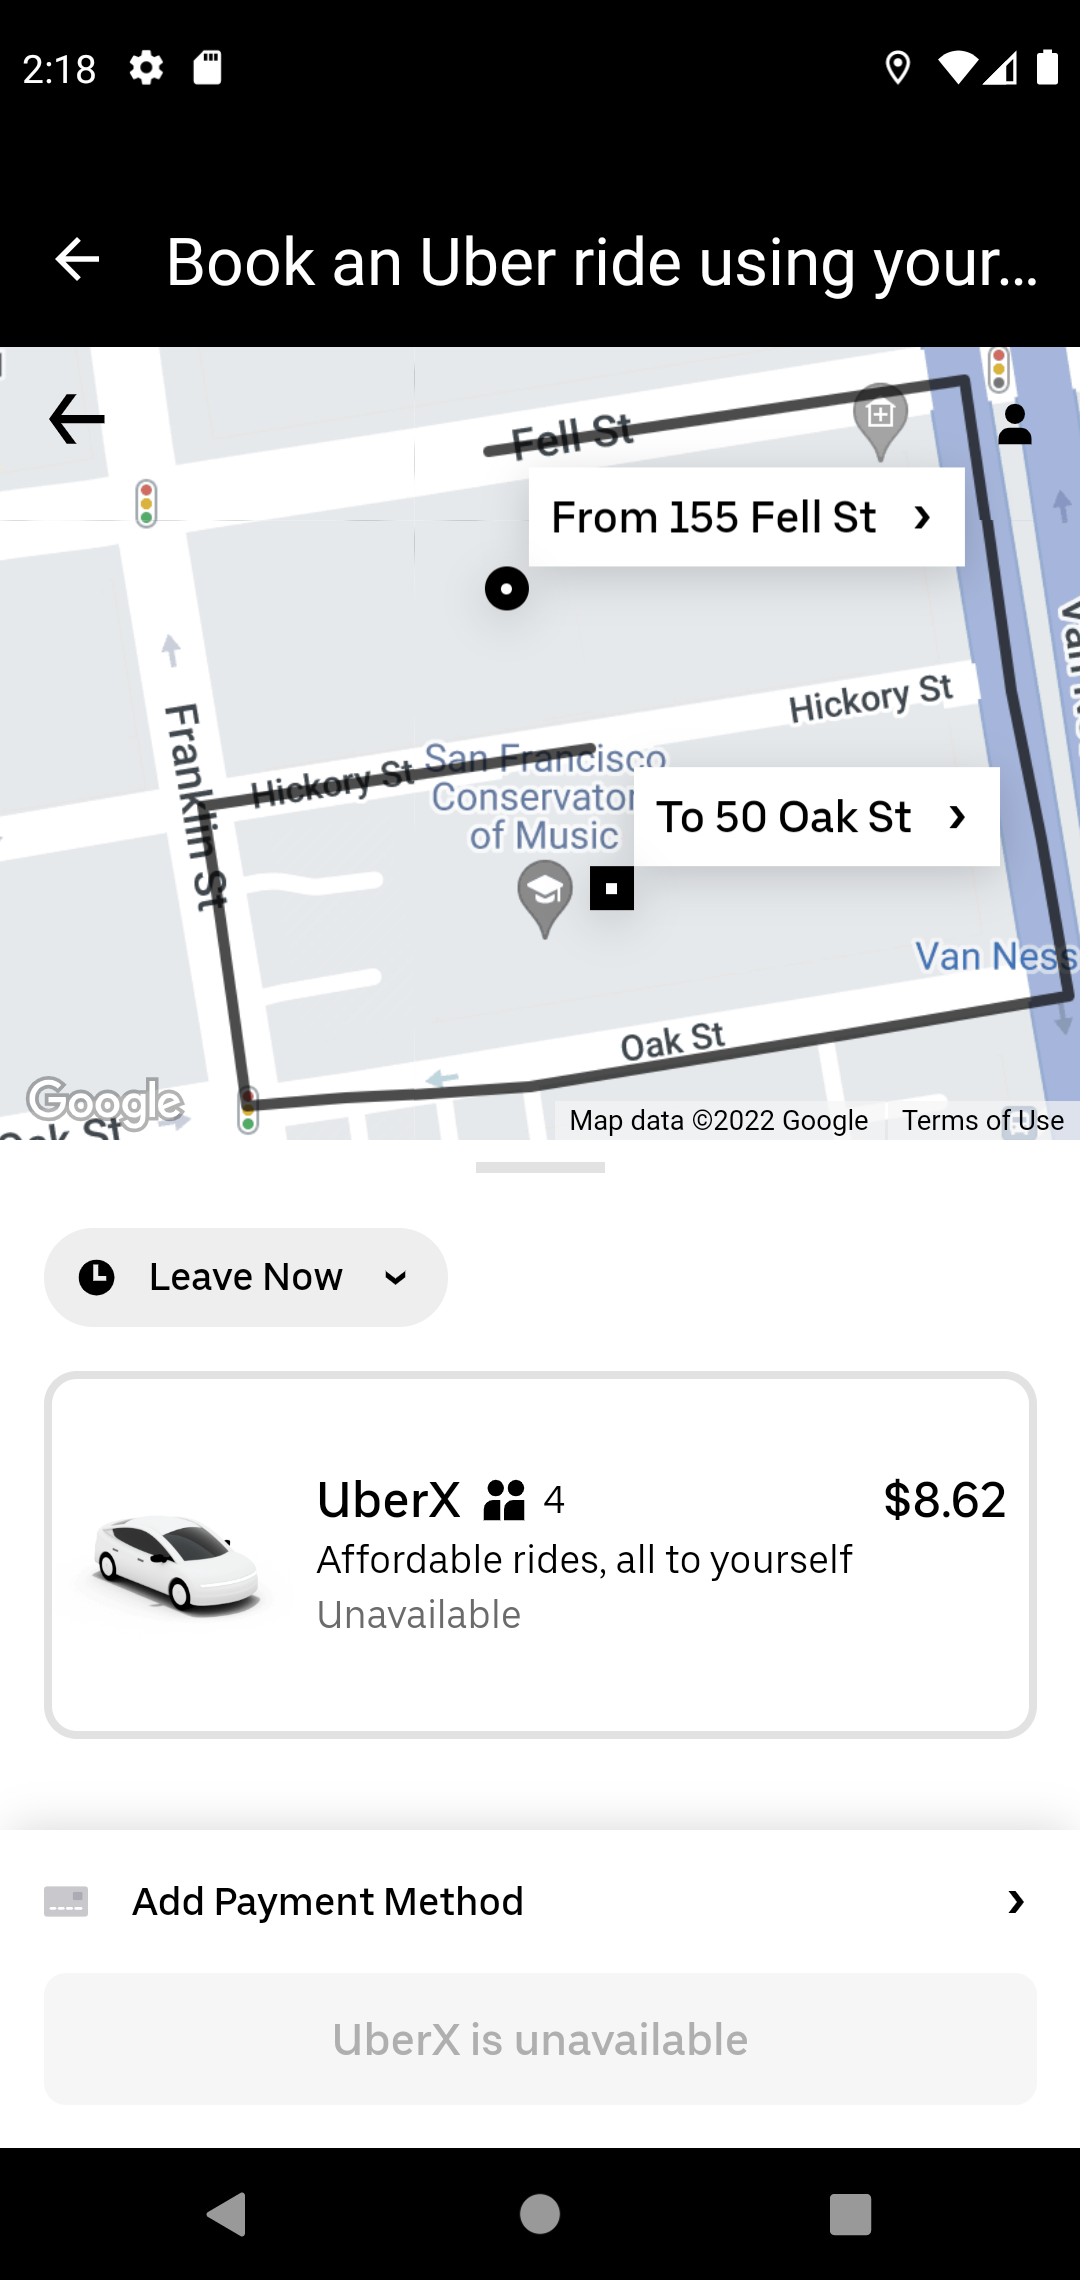 2:18
Book an Uber ride using your...
Fell St
From 155 Fell St
Hickory St
Franklin St
Hickory St
San Francisco
of Music
To 50 Oak St
Van Ness
Oak St
Google
Oak St
Map data ©2022 Google
Terms of Use
Leave Now
UberX 4 $8.62
Affordable rides, all to yourself
Unavailable
Add Payment Method
UberX is unavailable